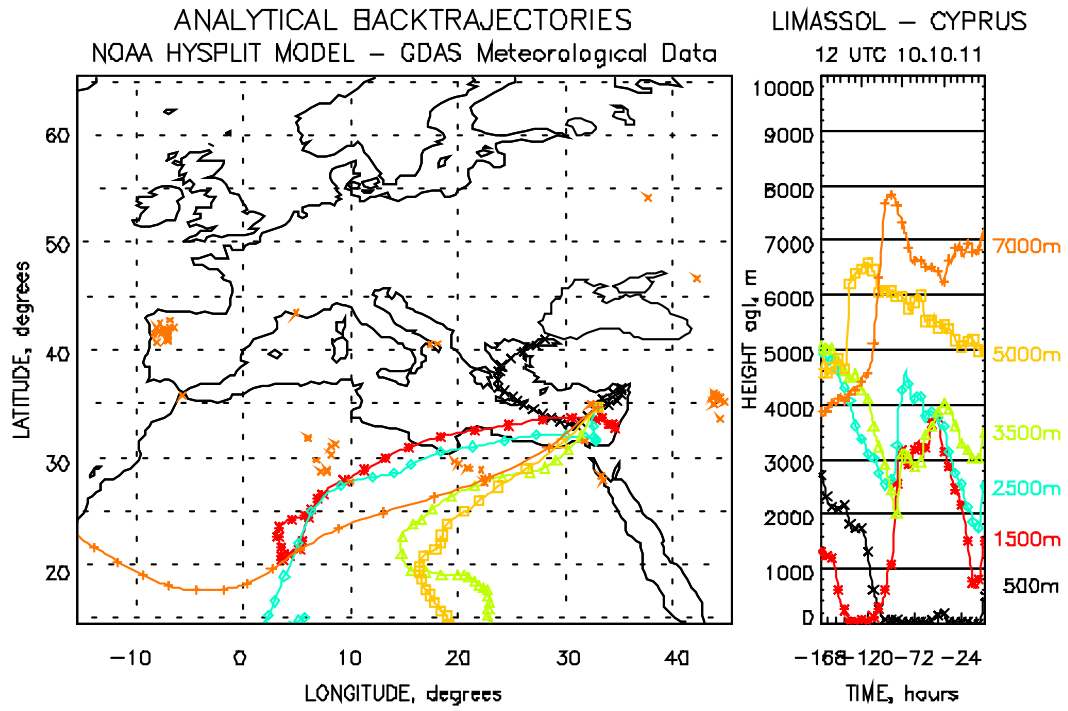 ANALYTICAL BACKTRAJECTORIES
NOAA HYSPLIT MODEL – GDAS Meteorological Data
LIMASSOL – CYPRUS
12 UTC 10.10.11
LATITUDE, degrees
60
50
40
30
20
−10
0
10
20
30
40
LONGITUDE, degrees
HEIGHT agl, m
10000
9000
8000
7000
6000
5000
4000
3000
2000
1000
0
−168
−120
−72
−24
TIME, hours
7000m
5000m
3500m
2500m
1500m
500m